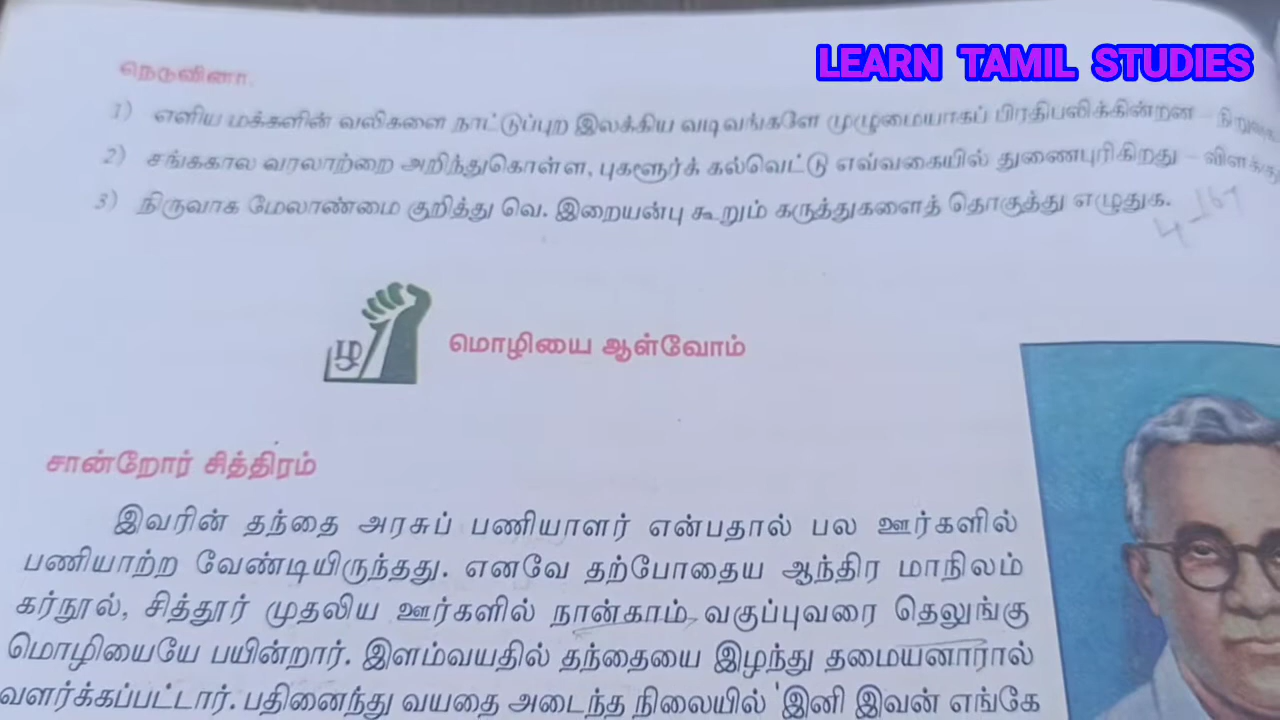 LEARN TAMIL STUDIES
நெடுவினா.
1) எளிய மக்களின் வலிகளை நாட்டுப்புற இலக்கிய வடிவங்களே முழுமையாகப் பிரதிபலிக்கின்றன –
2) சங்ககால வரலாற்றை அறிந்துகொள்ள, புகளூர்க் கல்வெட்டு எவ்வகையில் துணைபுரிகிறது –
3) நிருவாக மேலாண்மை குறித்து வெ. இறையன்பு கூறும் கருத்துகளைத் தொகுத்து எழுதுக.
4-167
ழ
மொழியை ஆள்வோம்
சான்றோர் சித்திரம்
இவரின் தந்தை அரசுப் பணியாளர் என்பதால் பல ஊர்களில்
பணியாற்ற வேண்டியிருந்தது. எனவே தற்போதைய ஆந்திர மாநிலம்
கர்நூல், சித்தூர் முதலிய ஊர்களில் நான்காம் வகுப்புவரை தெலுங்கு
மொழியையே பயின்றார். இளம்வயதில் தந்தையை இழந்து தமையனாரால்
வளர்க்கப்பட்டார். பதினைந்து வயதை அடைந்த நிலையில் 'இனி இவன் எங்கே